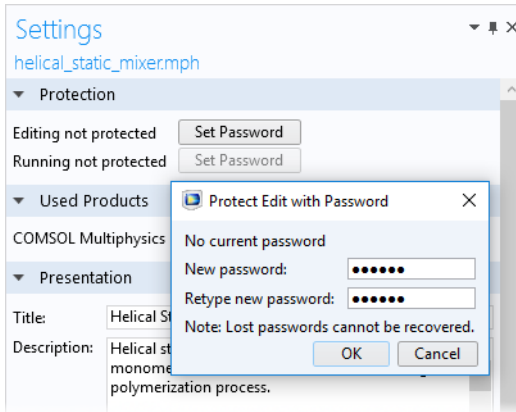 Settings
helical_static_mixer.mph
Protection
Editing not protected Set Password
Running not protected Set Password
Used Products
COMSOL Multiphysics
Presentation
Title: Helical St
Description: Helical st
monome
polymerization process.
Protect Edit with Password
No current password
New password: ●●●●●●
Retype new password: ●●●●●●
Note: Lost passwords cannot be recovered.
OK Cancel